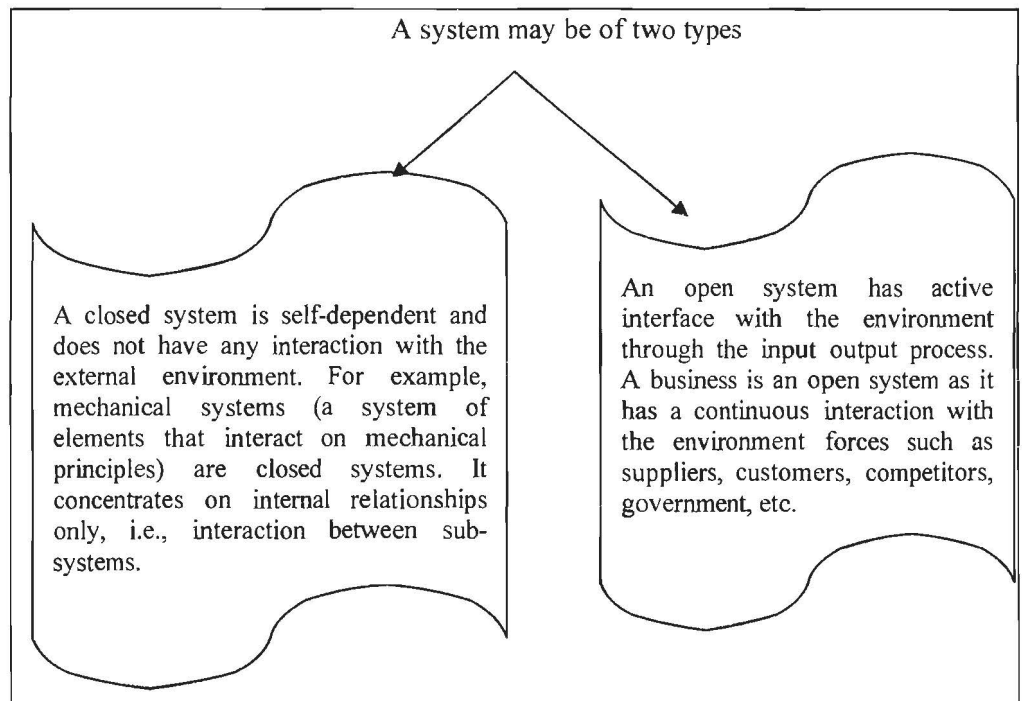 A system may be of two types
A closed system is self-dependent and
does not have any interaction with the
external environment. For example,
mechanical systems (a system of
elements that interact on mechanical
principles) are closed systems. It
concentrates on internal relationships
only, i.e., interaction between sub-
systems.
An open system has active
interface with the environment
through the input output process.
A business is an open system as it
has a continuous interaction with
the environment forces such as
suppliers, customers, competitors,
government, etc.